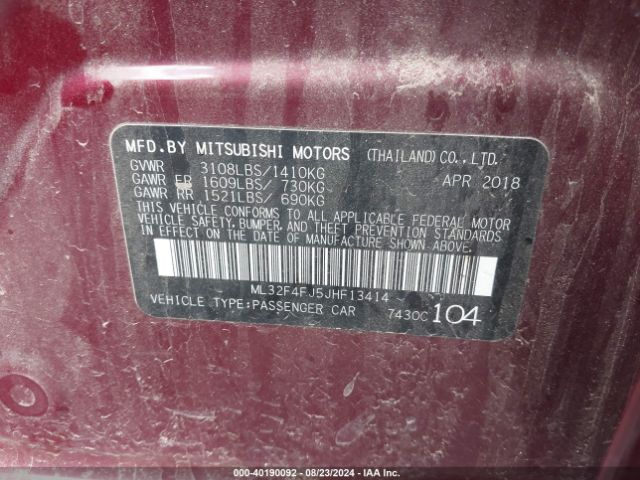 MFD.BY MITSUBISHI MOTORS (THAILAND)CO.,LTD.
GVWR 3108LBS/1410KG
GAWR FR 1609LBS/ 730KG APR 2018
GAWR RR 1521LBS/ 690KG
THIS VEHICLE CONFORMS TO ALL APPLICABLE FEDERAL MOTOR
VEHICLE SAFETY, BUMPER, AND THEFT PREVENTION STANDARDS
IN EFFECT ON THE DATE OF MANUFACTURE SHOWN ABOVE.
ML32F4FJ5JHF13414
VEHICLE TYPE:PASSENGER CAR 7430C 104
000-40190092 - 08/23/2024 - IAA Inc.